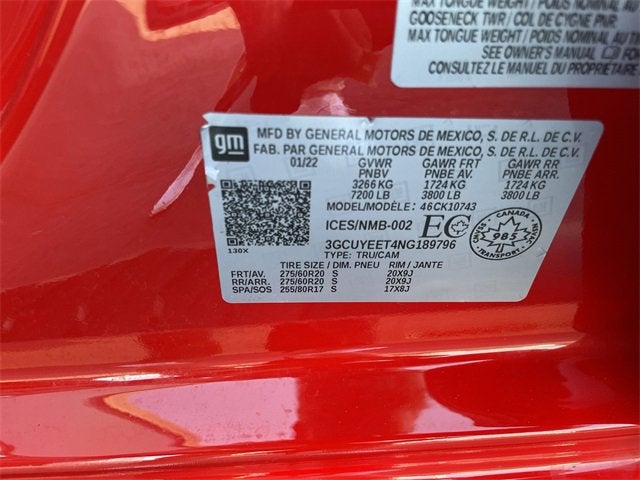 MAX TONGUE WEIGHT / POIDS NOMINAL AU
GOOSENECK TWR / COL DE CYGNE PNR
MAX TONGUE WEIGHT / POIDS NOMINAL AU T
SEE OWNER'S MANUAL FOR
CONSULTEZ LE MANUEL DU PROPRIÉTAIRE
gm
MFD BY GENERAL MOTORS DE MEXICO, S. DE R.L. DE C.V.
FAB. PAR GENERAL MOTORS DE MEXICO, S. DE R.L. DE C.V.
01/22 GVWR GAWR FRT GAWR RR
PNBV PNBE AV. PNBE ARR.
3266 KG 1724 KG 1724 KG
7200 LB 3800 LB 3800 LB
MODEL/MODÈLE: 46CK10743
ICES/NMB-002 EC
CANADA
985
130X
3GCUYEET4NG189796
TYPE: TRU/CAM
TIRE SIZE / DIM. PNEU RIM / JANTE
FRT/AV. 275/60R20 S 20X9J
RR/ARR. 275/60R20 S 20X9J
SPA/SOS 255/80R17 S 17X8J